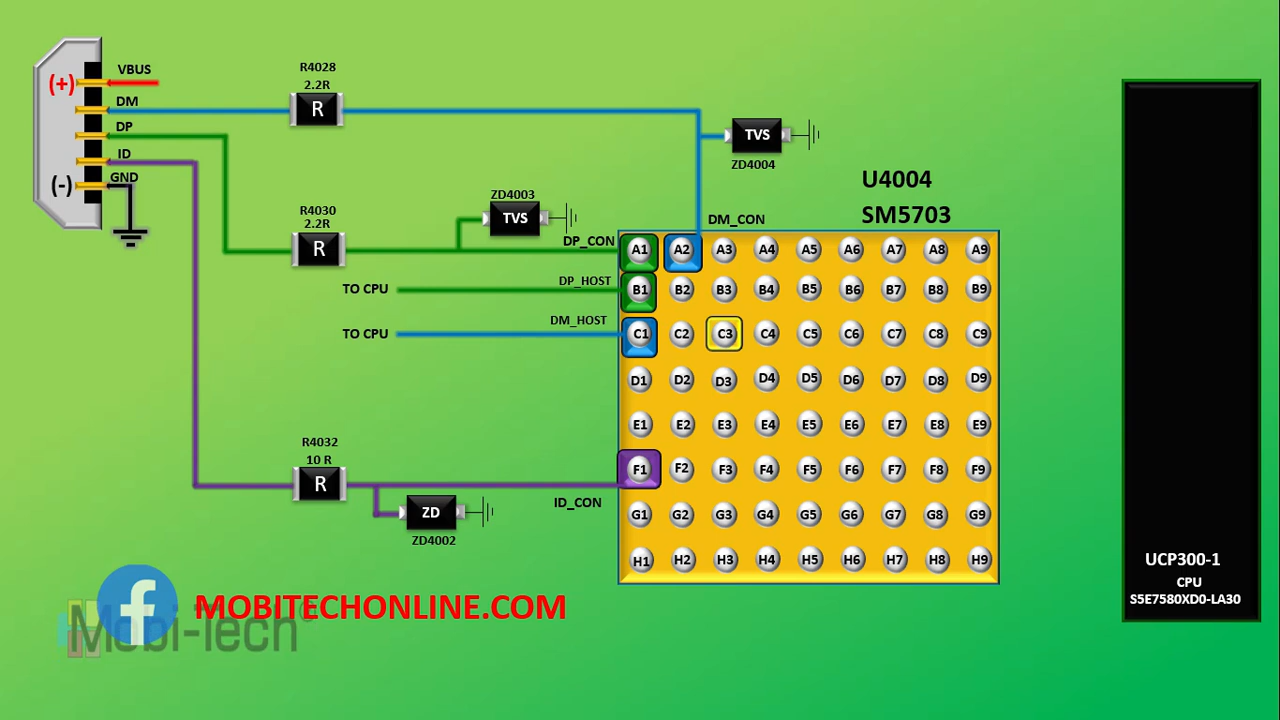 VBUS
(+)
DM
DP
ID
(-)
GND
R4028
2.2R
R
TVS
ZD4004
R4030
2.2R
R
ZD4003
TVS
DP_CON
DM_CON
U4004
SM5703
TO CPU
DP_HOST
TO CPU
DM_HOST
R4032
10 R
R
ZD
ZD4002
ID_CON
A1 A2 A3 A4 A5 A6 A7 A8 A9
B1 B2 B3 B4 B5 B6 B7 B8 B9
C1 C2 C3 C4 C5 C6 C7 C8 C9
D1 D2 D3 D4 D5 D6 D7 D8 D9
E1 E2 E3 E4 E5 E6 E7 E8 E9
F1 F2 F3 F4 F5 F6 F7 F8 F9
G1 G2 G3 G4 G5 G6 G7 G8 G9
H1 H2 H3 H4 H5 H6 H7 H8 H9
UCP300-1
CPU
S5E7580XD0-LA30
f
MOBITECHONLINE.COM
Mobi-Tech©